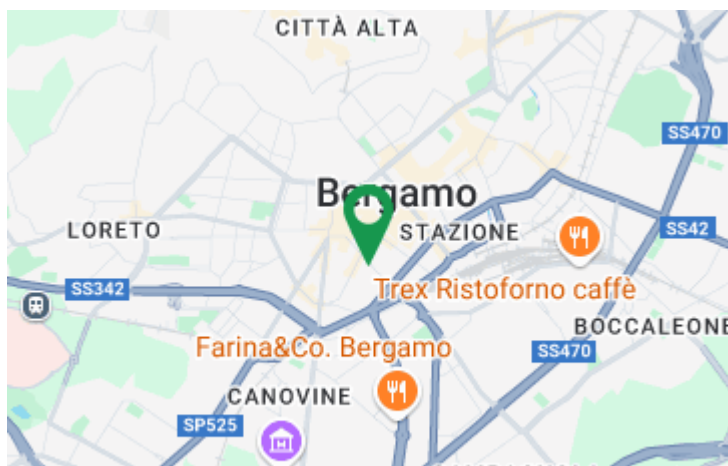 CITTÀ ALTA
SS470
Bergamo
LORETO
STAZIONE
SS42
SS342
Trex Ristoforno caffè
BOCCALEONE
Farina&Co. Bergamo
SS470
CANOVINE
SP525